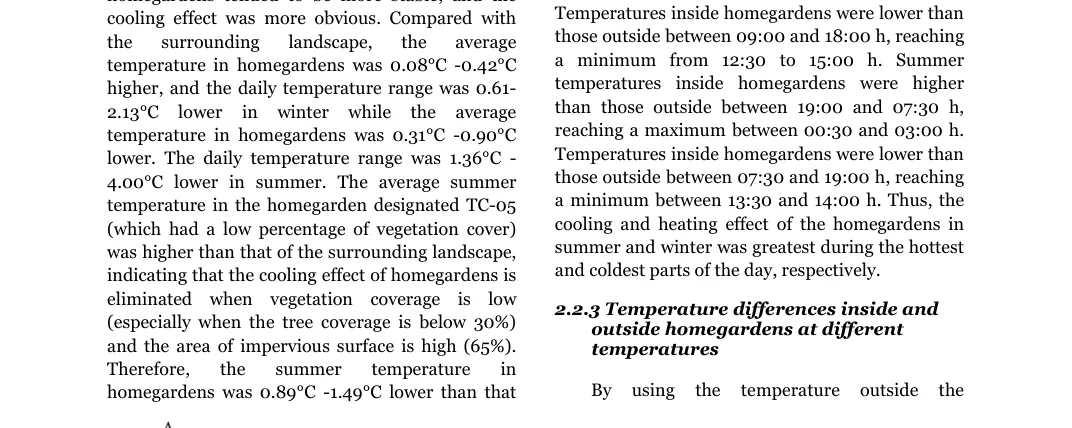 cooling effect was more obvious. Compared with
the surrounding landscape, the average
temperature in homegardens was 0.08°C -0.42°C
higher, and the daily temperature range was 0.61-
2.13°C lower in winter while the average
temperature in homegardens was 0.31°C -0.90°C
lower. The daily temperature range was 1.36°C -
4.00°C lower in summer. The average summer
temperature in the homegarden designated TC-05
(which had a low percentage of vegetation cover)
was higher than that of the surrounding landscape,
indicating that the cooling effect of homegardens is
eliminated when vegetation coverage is low
(especially when the tree coverage is below 30%)
and the area of impervious surface is high (65%).
Therefore, the summer temperature in
homegardens was 0.89°C -1.49°C lower than that
Temperatures inside homegardens were lower than
those outside between 09:00 and 18:00 h, reaching
a minimum from 12:30 to 15:00 h. Summer
temperatures inside homegardens were higher
than those outside between 19:00 and 07:30 h,
reaching a maximum between 00:30 and 03:00 h.
Temperatures inside homegardens were lower than
those outside between 07:30 and 19:00 h, reaching
a minimum between 13:30 and 14:00 h. Thus, the
cooling and heating effect of the homegardens in
summer and winter was greatest during the hottest
and coldest parts of the day, respectively.
2.2.3 Temperature differences inside and
outside homegardens at different
temperatures
By using the temperature outside the